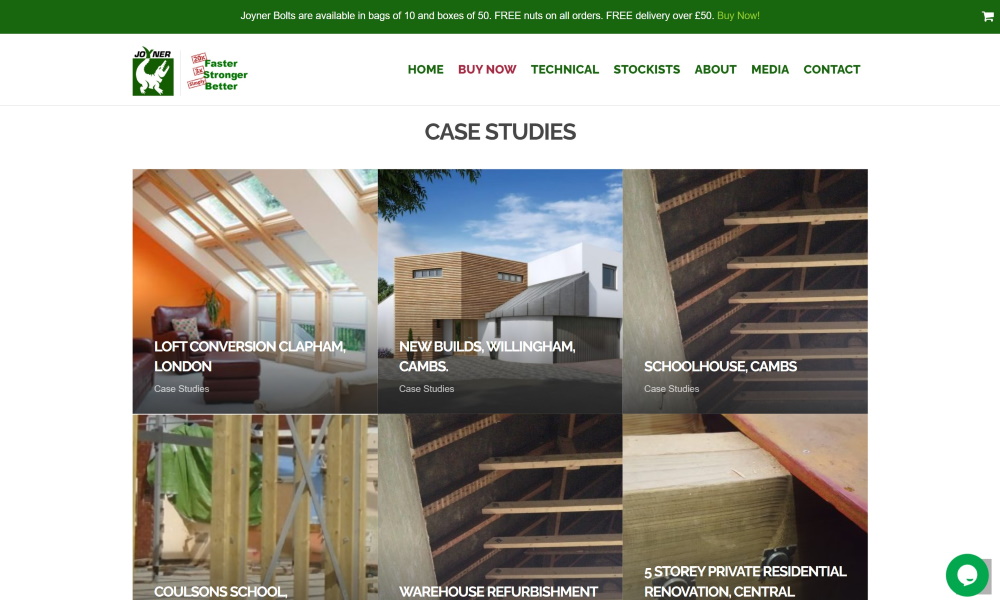 Joyner Bolts are available in bags of 10 and boxes of 50. FREE nuts on all orders. FREE delivery over £50. Buy Now!
JOYNER
20x Faster
3x Stronger
Better
HOME BUY NOW TECHNICAL STOCKISTS ABOUT MEDIA CONTACT
CASE STUDIES
LOFT CONVERSION CLAPHAM,
LONDON
Case Studies
NEW BUILDS, WILLINGHAM,
CAMBS.
Case Studies
SCHOOLHOUSE, CAMBS
Case Studies
COULSONS SCHOOL,
WAREHOUSE REFURBISHMENT
5 STOREY PRIVATE RESIDENTIAL
RENOVATION, CENTRAL